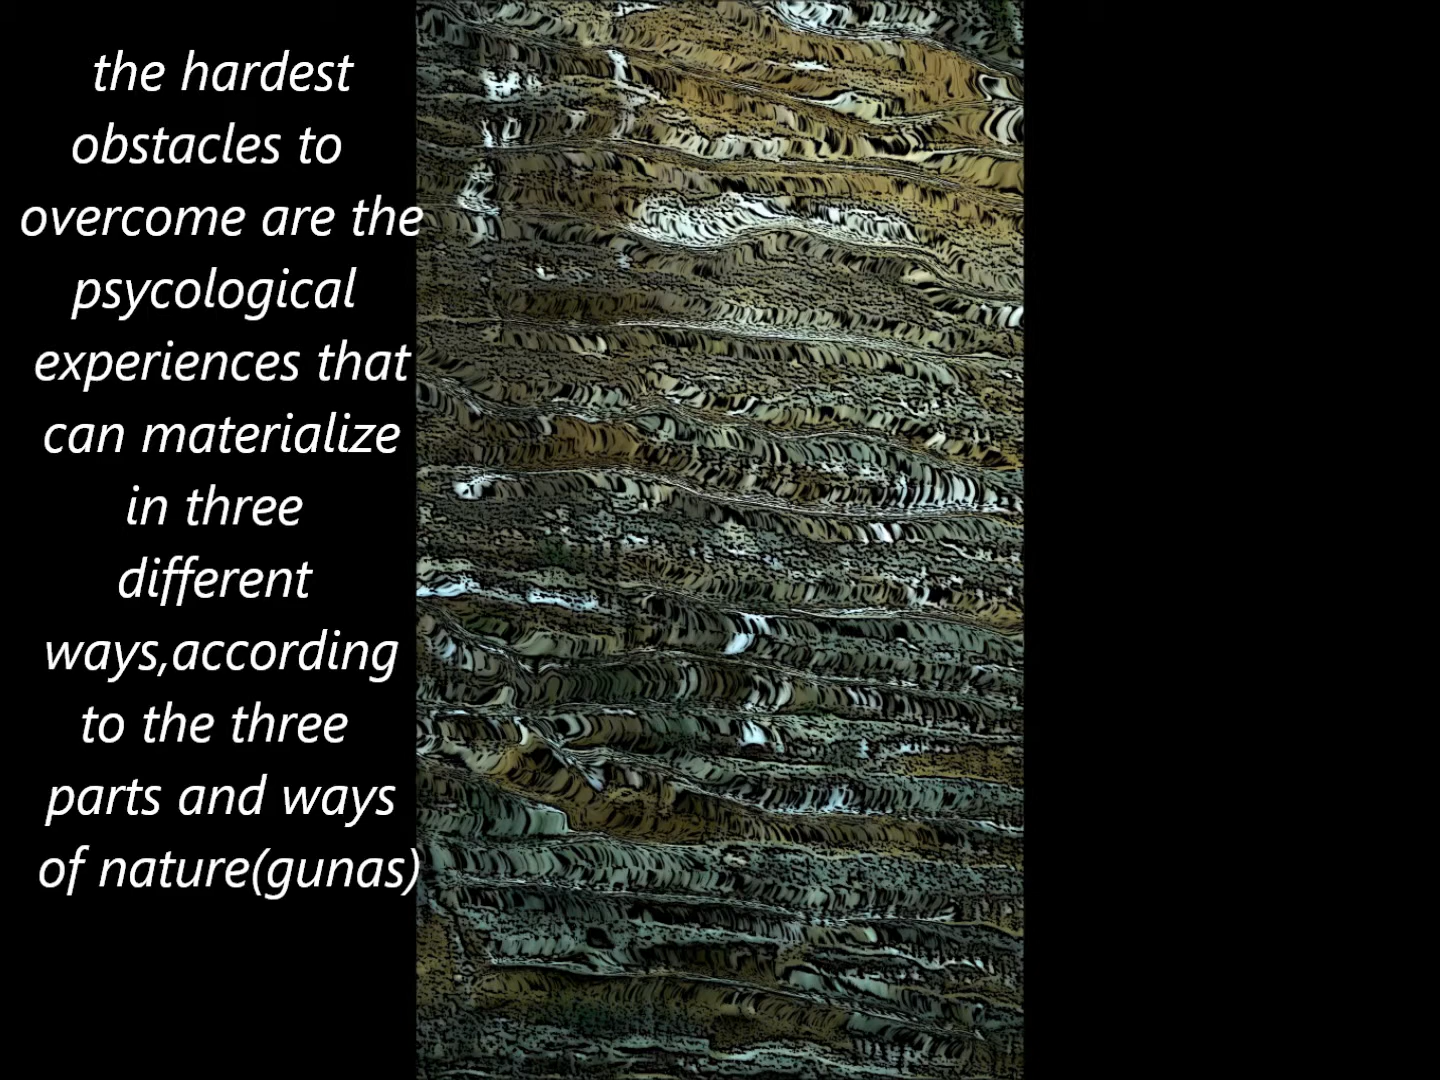 the hardest
obstacles to
overcome are the
psycological
experiences that
can materialize
in three
different
ways,according
to the three
parts and ways
of nature(gunas)